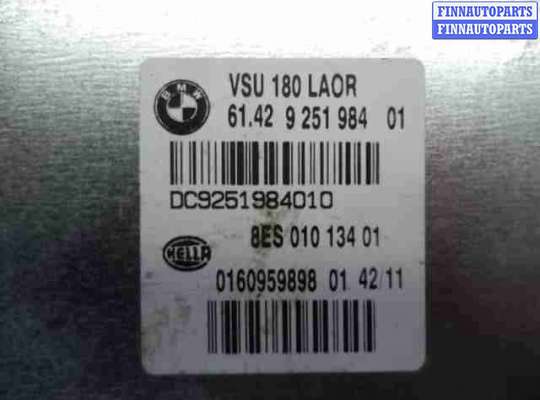 FINNAUTOPARTS
FINNAUTOPARTS
BMW
VSU 180 LAOR
61.42 9 251 984 01
DC9251984010
8ES 010 134 01
HELLA
0160959898 01 42/11